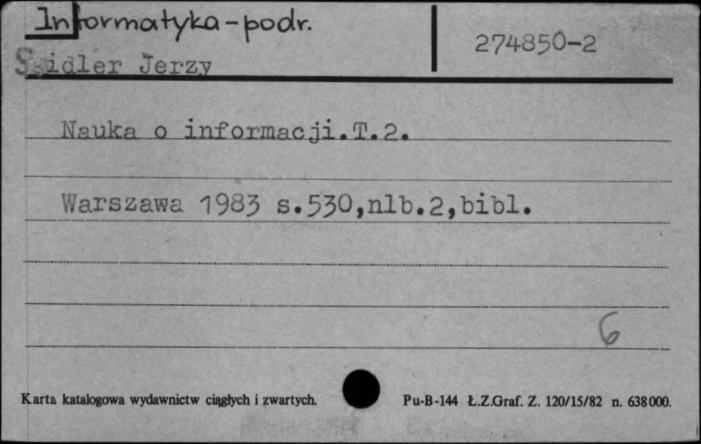 Informatyka-podr.
274850-2
Seidler Jerzy
Nauka o informacji.T.2.
Warszawa 1983 s.530,nlb.2,bibl.
6
Karta katalogowa wydawnictw ciągłych i zwartych.
Pu-B-144 Ł.Z.Graf. Z. 120/15/82 n. 638000.